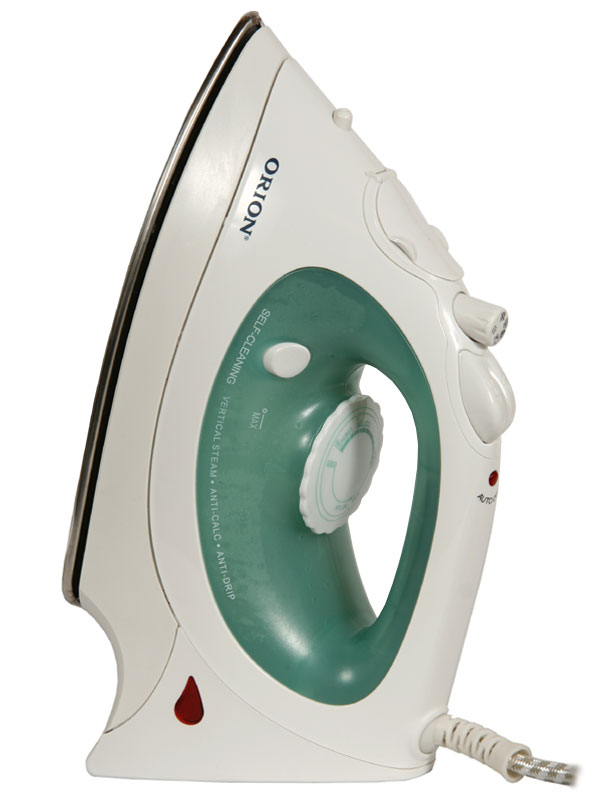 ORION®
SELF-CLEANING
VERTICAL STEAM • ANTI-CALC • ANTI-DRIP
MAX